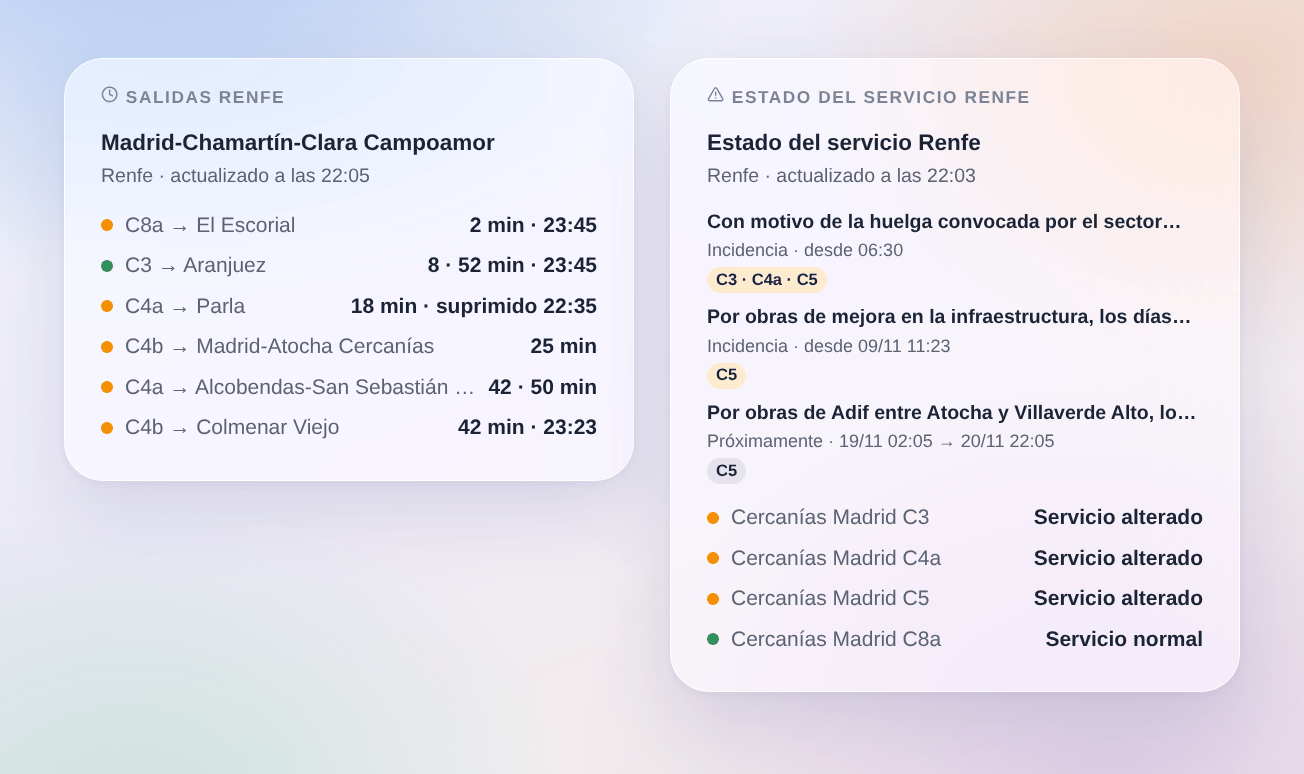 SALIDAS RENFE
Madrid-Chamartín-Clara Campoamor
Renfe · actualizado a las 22:05
C8a → El Escorial 2 min · 23:45
C3 → Aranjuez 8 · 52 min · 23:45
C4a → Parla 18 min · suprimido 22:35
C4b → Madrid-Atocha Cercanías 25 min
C4a → Alcobendas-San Sebastián … 42 · 50 min
C4b → Colmenar Viejo 42 min · 23:23
ESTADO DEL SERVICIO RENFE
Estado del servicio Renfe
Renfe · actualizado a las 22:03
Con motivo de la huelga convocada por el sector…
Incidencia · desde 06:30
C3 · C4a · C5
Por obras de mejora en la infraestructura, los días…
Incidencia · desde 09/11 11:23
C5
Por obras de Adif entre Atocha y Villaverde Alto, lo…
Próximamente · 19/11 02:05 → 20/11 22:05
C5
Cercanías Madrid C3 Servicio alterado
Cercanías Madrid C4a Servicio alterado
Cercanías Madrid C5 Servicio alterado
Cercanías Madrid C8a Servicio normal